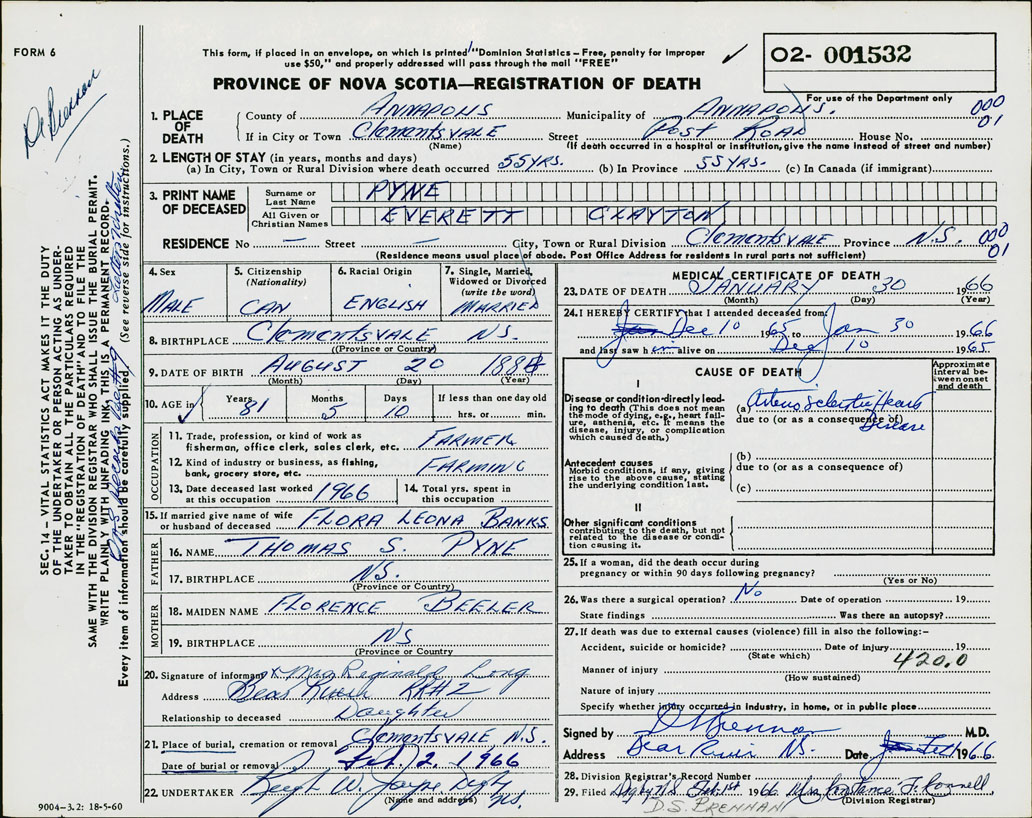 FORM 6
This form, if placed in an envelope, on which is printed "Dominion Statistics – Free, penalty for improper
use $50," and properly addressed will pass through the mail "FREE"
PROVINCE OF NOVA SCOTIA—REGISTRATION OF DEATH
O2- 001532
For use of the Department only
Dr Brennan
SEC. 14 – VITAL STATISTICS ACT MAKES IT THE DUTY
OF THE UNDERTAKER OR PERSON ACTING AS UNDER-
TAKER TO OBTAIN ALL THE PARTICULARS REQUIRED
IN THE "REGISTRATION OF DEATH" AND TO FILE THE
SAME WITH THE DIVISION REGISTRAR WHO SHALL ISSUE THE BURIAL PERMIT.
WRITE PLAINLY WITH UNFADING INK, THIS IS A PERMANENT RECORD.
Every item of information should be carefully supplied. (See reverse side for instructions.)
1. PLACE OF DEATH
County of ANNAPOLIS Municipality of ANNAPOLIS. 000
If in City or Town CLEMENTSVALE Street POST ROAD House No. 01
(Name) (If death occurred in a hospital or institution, give the name instead of street and number)
2. LENGTH OF STAY (in years, months and days)
(a) In City, Town or Rural Division where death occurred 55 YRS. (b) In Province 55 YRS. (c) In Canada (if immigrant)
3. PRINT NAME OF DECEASED
Surname or Last Name PYNE
All Given or Christian Names EVERETT CLAYTON
RESIDENCE No — Street — City, Town or Rural Division CLEMENTSVALE Province N.S. 000
(Residence means usual place of abode. Post Office Address for residents in rural parts not sufficient) 01
4. Sex MALE
5. Citizenship (Nationality) CAN
6. Racial Origin ENGLISH
7. Single, Married, Widowed or Divorced (write the word) MARRIED
8. BIRTHPLACE CLEMENTSVALE N.S.
(Province or Country)
9. DATE OF BIRTH AUGUST 20 1884
(Month) (Day) (Year)
10. AGE in Years 81 Months 5 Days 10 If less than one day old hrs. or min.
OCCUPATION
11. Trade, profession, or kind of work as fisherman, office clerk, sales clerk, etc. FARMER
12. Kind of industry or business, as fishing, bank, grocery store, etc. FARMING
13. Date deceased last worked at this occupation 1966
14. Total yrs. spent in this occupation
15. If married give name of wife or husband of deceased FLORA LEONA BANKS
FATHER
16. NAME THOMAS S. PYNE
17. BIRTHPLACE NS.
(Province or Country)
MOTHER
18. MAIDEN NAME FLORENCE BEELER
19. BIRTHPLACE NS
(Province or Country
20. Signature of informant x Mrs Reginald Long
Address Bear River RR#2
Relationship to deceased Daughter
21. Place of burial, cremation or removal CLEMENTSVALE N.S.
Date of burial or removal Feb. 2. 1966
22. UNDERTAKER W. Jayne Digby N.S.
(Name and address)
9004–3.2: 18-5-60
MEDICAL CERTIFICATE OF DEATH
23. DATE OF DEATH JANUARY 30 1966
(Month) (Day) (Year)
24. I HEREBY CERTIFY that I attended deceased from:
Dec 10 1965 to Jan 30 1966
and last saw him alive on Dec 10 1965
CAUSE OF DEATH
Approximate interval between onset and death
I
Disease or condition directly leading to death (This does not mean the mode of dying, e.g., heart failure, asthenia, etc. It means the disease, injury, or complication which caused death.)
(a) Arteriosclerotic Heart
due to (or as a consequence of) Disease
Antecedent causes
Morbid conditions, if any, giving rise to the above cause, stating the underlying condition last.
(b)
due to (or as a consequence of)
(c)
II
Other significant conditions contributing to the death, but not related to the disease or condition causing it.
25. If a woman, did the death occur during pregnancy or within 90 days following pregnancy?
(Yes or No)
26. Was there a surgical operation? No Date of operation 19
State findings Was there an autopsy?
27. If death was due to external causes (violence) fill in also the following:–
Accident, suicide or homicide? Date of injury 19
(State which) 420.0
Manner of injury
(How sustained)
Nature of injury
Specify whether injury occurred in Industry, in home, or in public place
Signed by D S Brennan M.D.
Address Bear River NS. Date Feb 1966
28. Division Registrar's Record Number
29. Filed Digby N S Feb. 1st 1966 Mrs Constance F. Connell
(Division Registrar)
D.S. BRENNAN